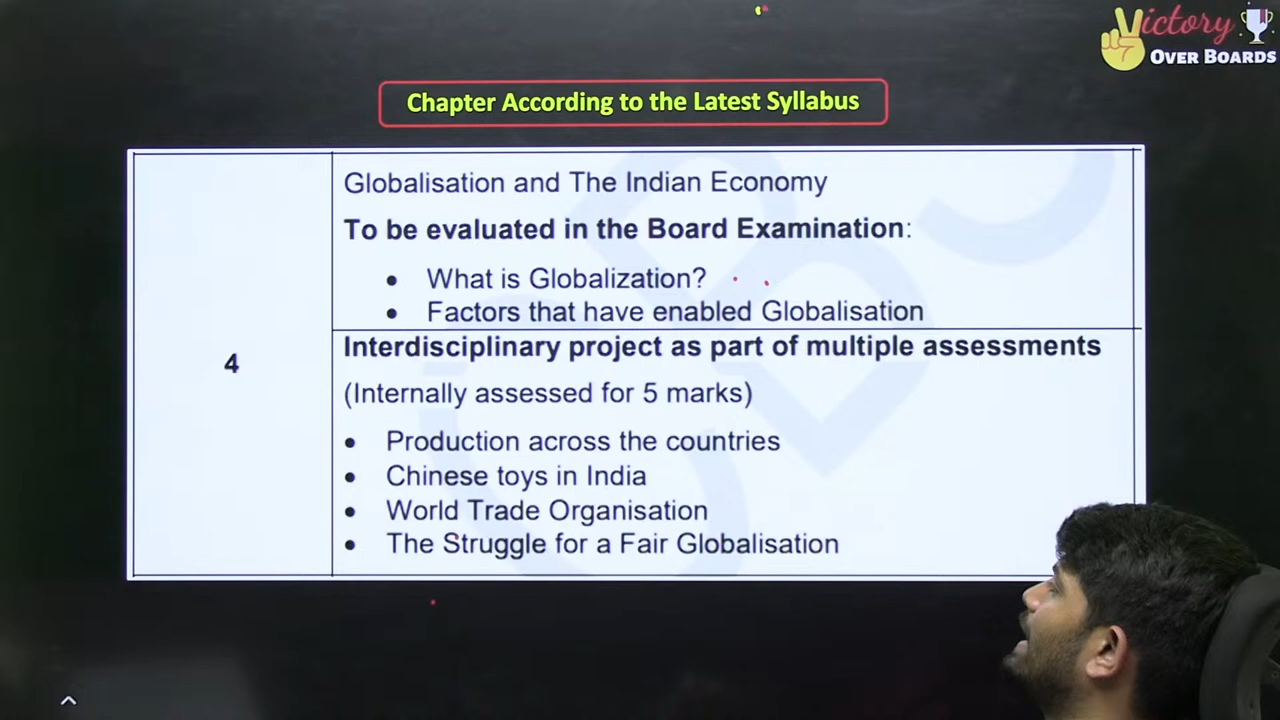 Victory
OVER BOARDS
Chapter According to the Latest Syllabus
Globalisation and The Indian Economy
To be evaluated in the Board Examination:
• What is Globalization?
• Factors that have enabled Globalisation
4
Interdisciplinary project as part of multiple assessments
(Internally assessed for 5 marks)
• Production across the countries
• Chinese toys in India
• World Trade Organisation
• The Struggle for a Fair Globalisation